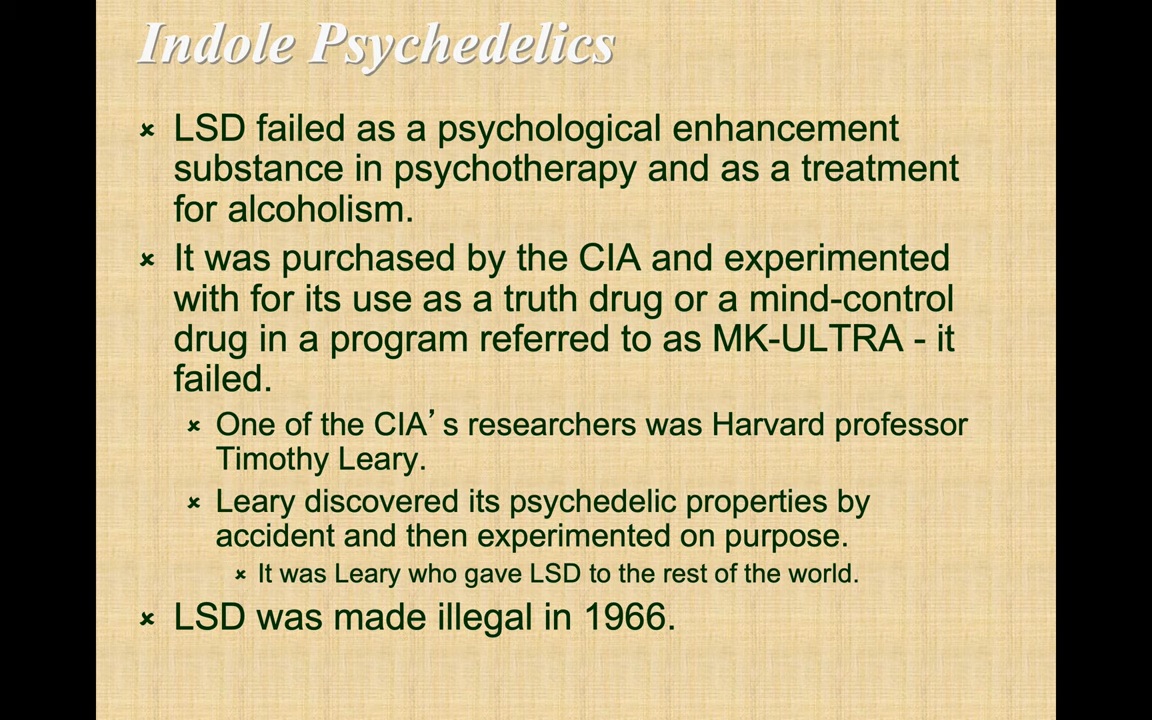 Indole Psychedelics
LSD failed as a psychological enhancement
substance in psychotherapy and as a treatment
for alcoholism.
It was purchased by the CIA and experimented
with for its use as a truth drug or a mind-control
drug in a program referred to as MK-ULTRA - it
failed.
One of the CIA’s researchers was Harvard professor
Timothy Leary.
Leary discovered its psychedelic properties by
accident and then experimented on purpose.
It was Leary who gave LSD to the rest of the world.
LSD was made illegal in 1966.